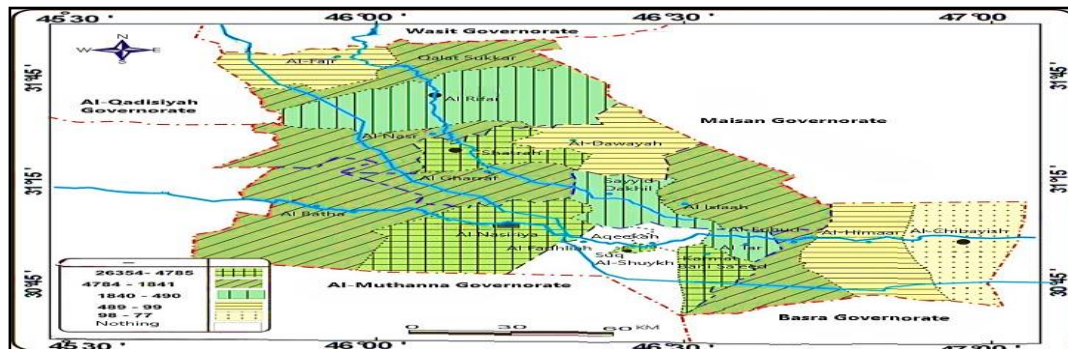 45 30 46 00 46 30 47 00
Wasit Governorate
N
W E
S
Al-Fajr
Qalat Sukkar
31°45' 31°45'
Al Rifai
Al-Qadisiyah
Governorate
Maisan Governorate
Al-Nasr
Shatrah
Al-Dawayah
31°15' 31°15'
Al Gharraf
Sayyid
Dakhil
Al Islaah
Al Batha
Al Nasiriya
Aqeekah
Al-Himaar
Al-Chibayish
Al Fadhliah
Al Tar
Suq
Al-Shuykh
Bani Sa'eed
26354- 4785
4784 - 1841
1840 - 490
489 - 99
98 - 77
Nothing
30°45' 30°45'
Al-Muthanna Governorate
Basra Governorate
0 30 60 KM
45 30 46 00 46 30 47 00